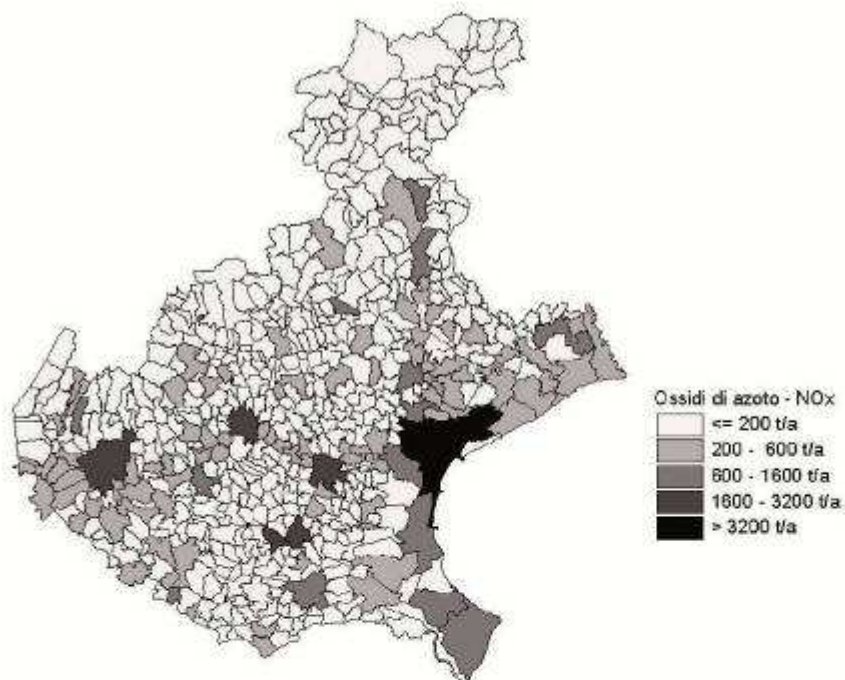 Ossidi di azoto - NOx
<= 200 t/a
200 - 600 t/a
600 - 1600 t/a
1600 - 3200 t/a
> 3200 t/a